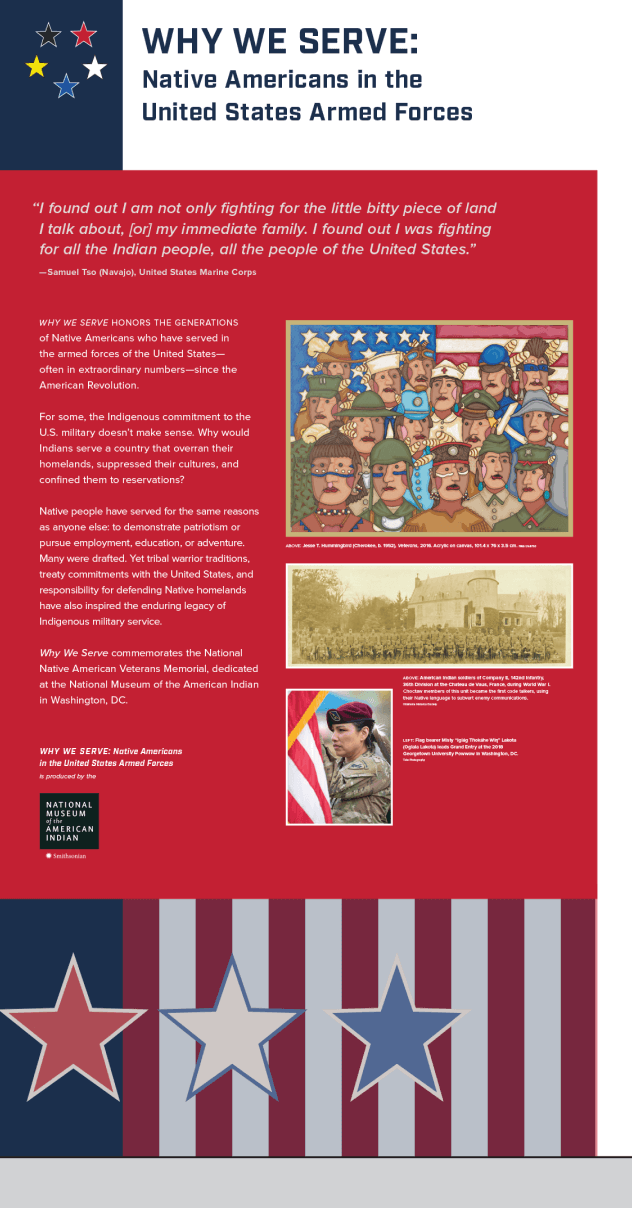 WHY WE SERVE:
Native Americans in the
United States Armed Forces
“I found out I am not only fighting for the little bitty piece of land
I talk about, [or] my immediate family. I found out I was fighting
for all the Indian people, all the people of the United States.”
—Samuel Tso (Navajo), United States Marine Corps
WHY WE SERVE HONORS THE GENERATIONS
of Native Americans who have served in
the armed forces of the United States—
often in extraordinary numbers—since the
American Revolution.
For some, the Indigenous commitment to the
U.S. military doesn’t make sense. Why would
Indians serve a country that overran their
homelands, suppressed their cultures, and
confined them to reservations?
Native people have served for the same reasons
as anyone else: to demonstrate patriotism or
pursue employment, education, or adventure.
Many were drafted. Yet tribal warrior traditions,
treaty commitments with the United States, and
responsibility for defending Native homelands
have also inspired the enduring legacy of
Indigenous military service.
Why We Serve commemorates the National
Native American Veterans Memorial, dedicated
at the National Museum of the American Indian
in Washington, DC.
WHY WE SERVE: Native Americans
in the United States Armed Forces
is produced by the
NATIONAL
MUSEUM
of the
AMERICAN
INDIAN
Smithsonian
ABOVE: Jesse T. Hummingbird (Cherokee, b. 1952), Veterans, 2016. Acrylic on canvas, 101.4 x 76 x 3.5 cm.
ABOVE: American Indian soldiers of Company E, 142nd Infantry,
36th Division at the Chateau de Vaux, France, during World War I.
Choctaw members of this unit became the first code talkers, using
their Native language to subvert enemy communications.
LEFT: Flag bearer Misty “Iglág Thokáhe Wiŋ” Lakota
(Oglala Lakota) leads Grand Entry at the 2018
Georgetown University Powwow in Washington, DC.